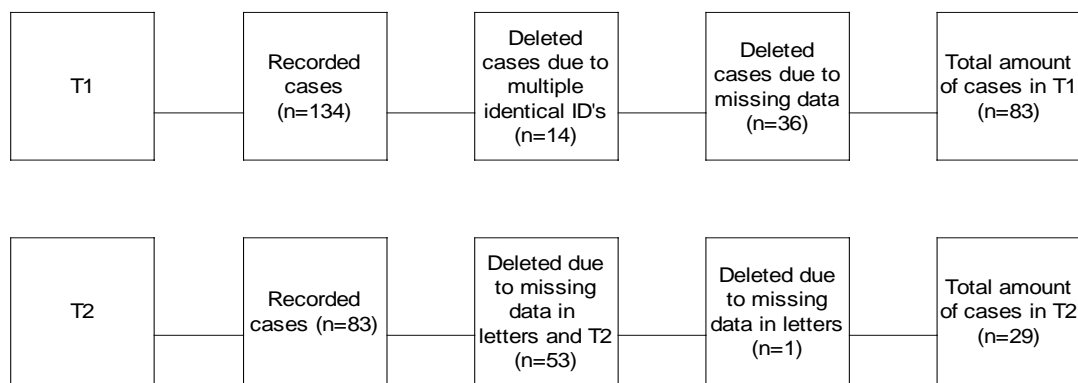 T1
Recorded
cases
(n=134)
Deleted
cases due to
multiple
identical ID's
(n=14)
Deleted
cases due to
missing data
(n=36)
Total amount
of cases in T1
(n=83)
T2
Recorded
cases (n=83)
Deleted due
to missing
data in
letters and T2
(n=53)
Deleted due
to missing
data in letters
(n=1)
Total amount
of cases in T2
(n=29)